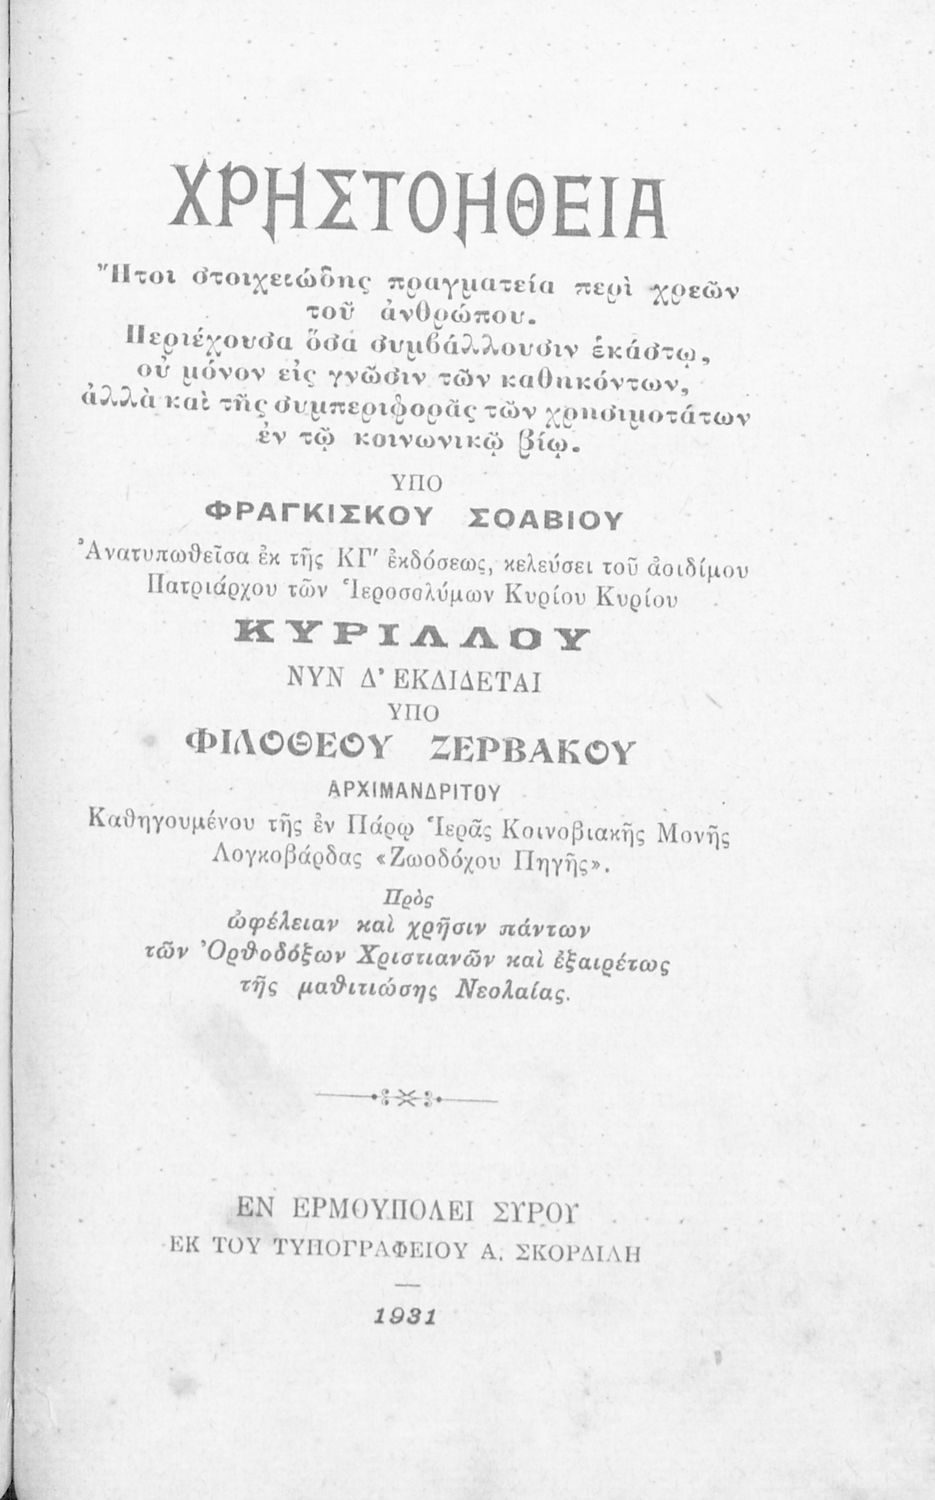 ΧΡΗΣΤΟΗΘΕΙΑ
Ἤτοι στοιχειώδης πραγματεία περὶ χρεῶν
τοῦ ἀνθρώπου.
Περιέχουσα ὅσα συμβάλλουσιν ἑκάστῳ,
οὐ μόνον εἰς γνῶσιν τῶν καθηκόντων,
ἀλλὰ καὶ τῆς συμπεριφορᾶς τῶν χρησιμοτάτων
ἐν τῷ κοινωνικῷ βίῳ.
ΥΠΟ
ΦΡΑΓΚΙΣΚΟΥ ΣΟΑΒΙΟΥ
Ἀνατυπωθεῖσα ἐκ τῆς ΚΓ' ἐκδόσεως, κελεύσει τοῦ ἀοιδίμου
Πατριάρχου τῶν Ἱεροσολύμων Κυρίου Κυρίου
ΚΥΡΙΛΛΟΥ
ΝΥΝ Δ' ΕΚΔΙΔΕΤΑΙ
ΥΠΟ
ΦΙΛΟΘΕΟΥ ΖΕΡΒΑΚΟΥ
ΑΡΧΙΜΑΝΔΡΙΤΟΥ
Καθηγουμένου τῆς ἐν Πάρῳ Ἱερᾶς Κοινοβιακῆς Μονῆς
Λογκοβάρδας «Ζωοδόχου Πηγῆς».
Πρὸς
ὠφέλειαν καὶ χρῆσιν πάντων
τῶν Ὀρθοδόξων Χριστιανῶν καὶ ἐξαιρέτως
τῆς μαθιτιώσης Νεολαίας.
ΕΝ ΕΡΜΟΥΠΟΛΕΙ ΣΥΡΟΥ
ΕΚ ΤΟΥ ΤΥΠΟΓΡΑΦΕΙΟΥ Α. ΣΚΟΡΔΙΛΗ
1931